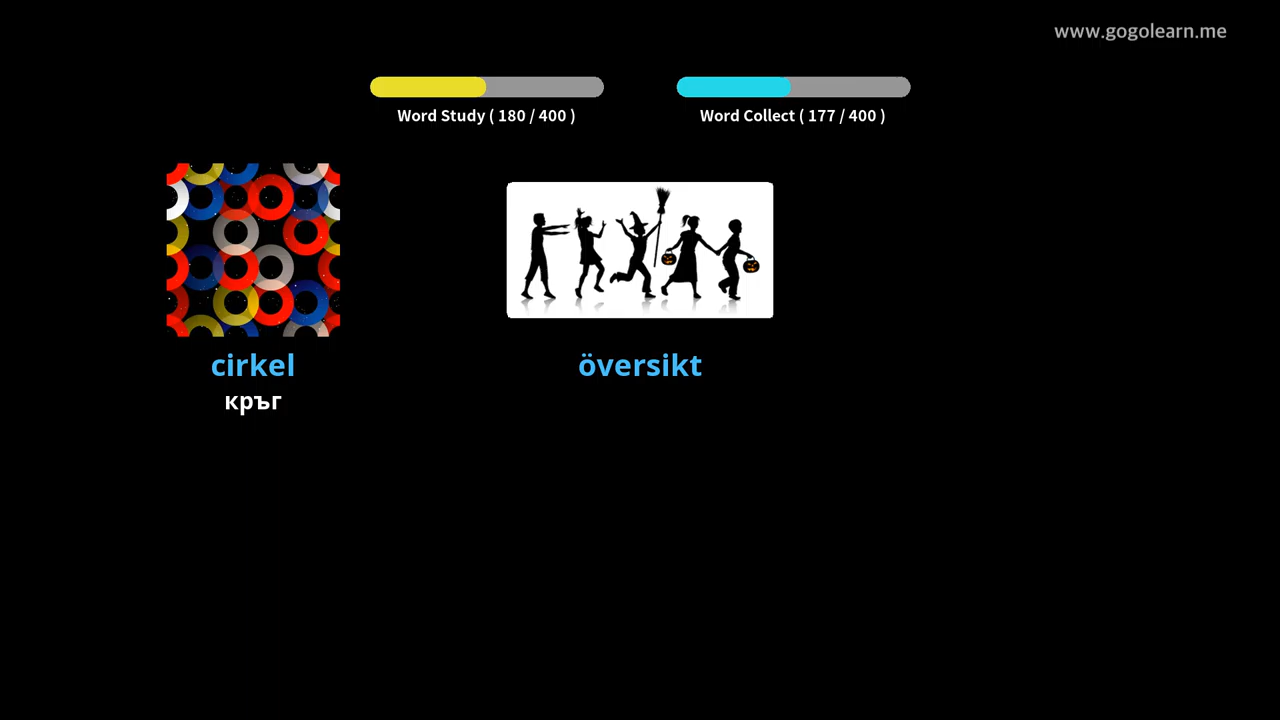 www.gogolearn.me
Word Study ( 180 / 400 )
Word Collect ( 177 / 400 )
cirkel
översikt
кръг